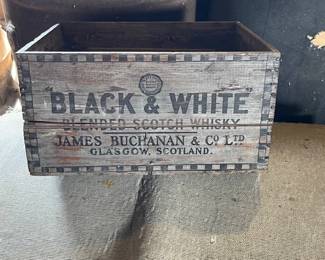 "BLACK & WHITE"
BLENDED SCOTCH WHISKY
JAMES BUCHANAN & Co LTD
GLASGOW, SCOTLAND.